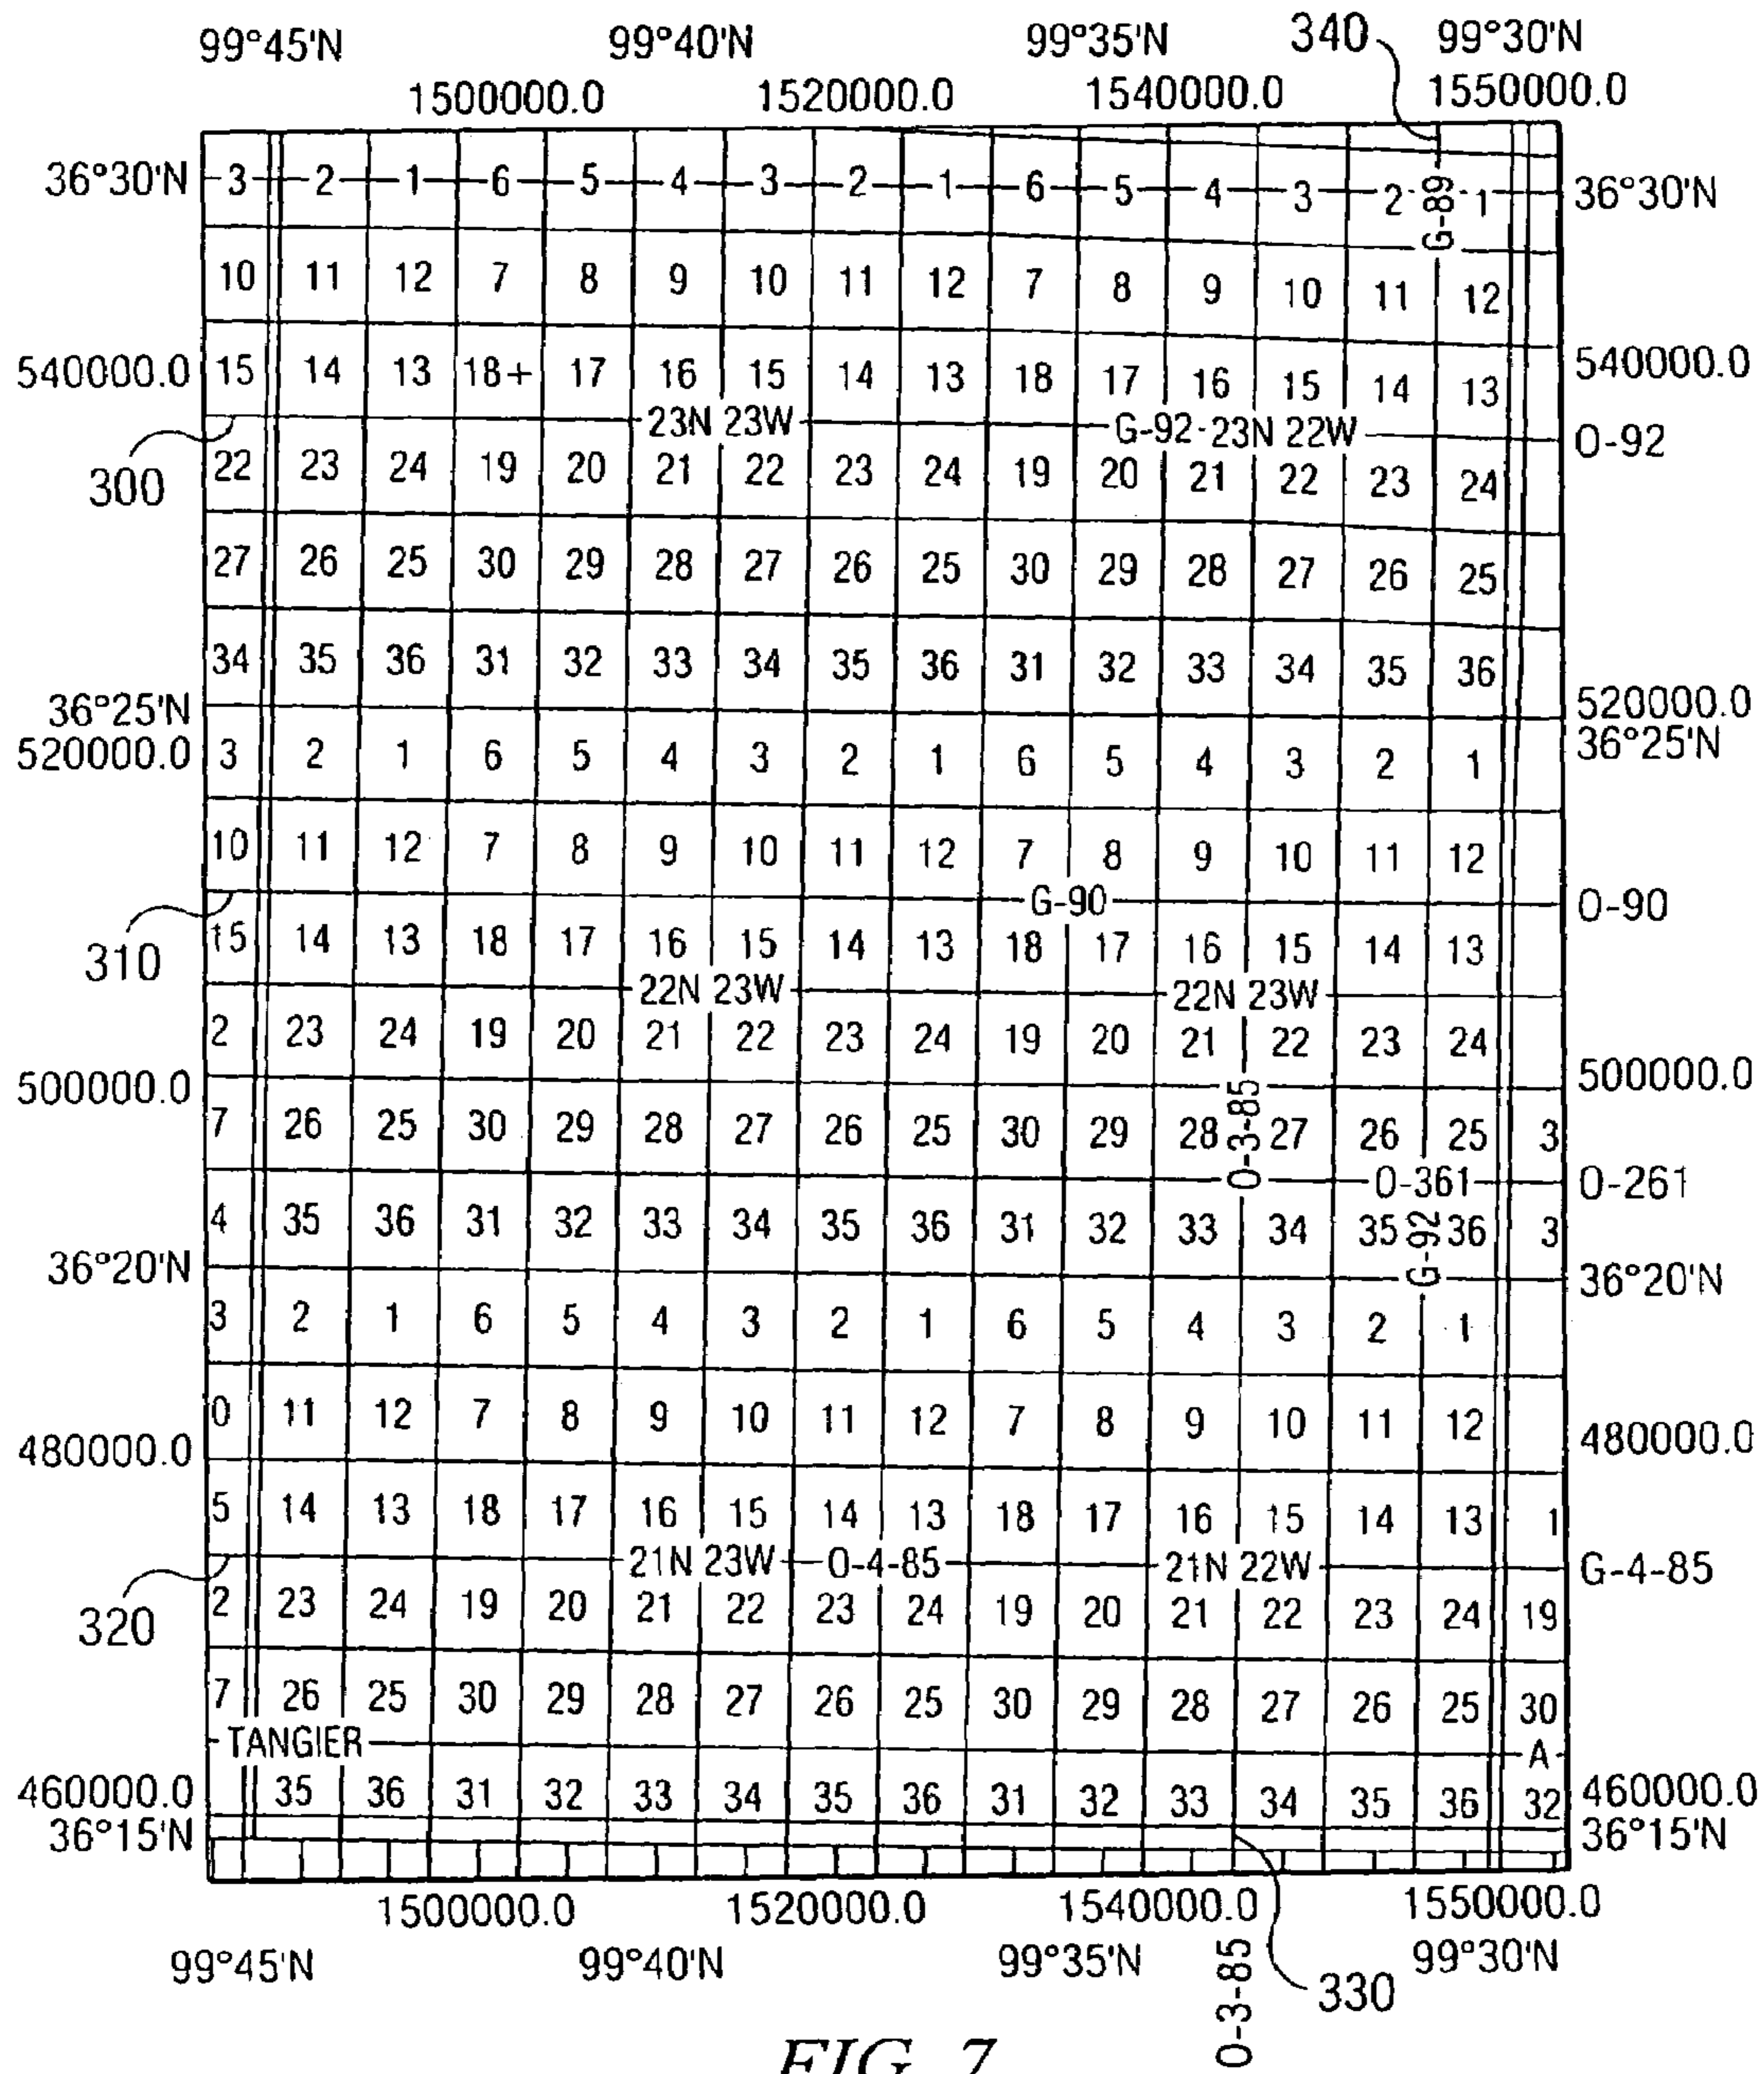 99°45'N 99°40'N 99°35'N 340 99°30'N
1500000.0 1520000.0 1540000.0 1550000.0
36°30'N 3 2 1 6 5 4 3 2 1 6 5 4 3 2 G-89 1 36°30'N
10 11 12 7 8 9 10 11 12 7 8 9 10 11 12
540000.0 15 14 13 18+ 17 16 15 14 13 18 17 16 15 14 13 540000.0
300 23N 23W G-92 23N 22W O-92
22 23 24 19 20 21 22 23 24 19 20 21 22 23 24
27 26 25 30 29 28 27 26 25 30 29 28 27 26 25
34 35 36 31 32 33 34 35 36 31 32 33 34 35 36
36°25'N 520000.0
520000.0 3 2 1 6 5 4 3 2 1 6 5 4 3 2 1 36°25'N
10 11 12 7 8 9 10 11 12 7 8 9 10 11 12
310 G-90 O-90
15 14 13 18 17 16 15 14 13 18 17 16 15 14 13
22N 23W 22N 23W
2 23 24 19 20 21 22 23 24 19 20 21 22 23 24
500000.0 500000.0
7 26 25 30 29 28 27 26 25 30 29 28 O-3-85 27 26 25 3
O-361 O-261
4 35 36 31 32 33 34 35 36 31 32 33 34 35 G-92 36 3
36°20'N 36°20'N
3 2 1 6 5 4 3 2 1 6 5 4 3 2 1
0 11 12 7 8 9 10 11 12 7 8 9 10 11 12
480000.0 480000.0
5 14 13 18 17 16 15 14 13 18 17 16 15 14 13 1
320 21N 23W O-4-85 21N 22W G-4-85
2 23 24 19 20 21 22 23 24 19 20 21 22 23 24 19
7 26 25 30 29 28 27 26 25 30 29 28 27 26 25 30
TANGIER A
460000.0 35 36 31 32 33 34 35 36 31 32 33 34 35 36 32 460000.0
36°15'N 36°15'N
1500000.0 1520000.0 1540000.0 1550000.0
99°45'N 99°40'N 99°35'N O-3-85 99°30'N
330
FIG. 7